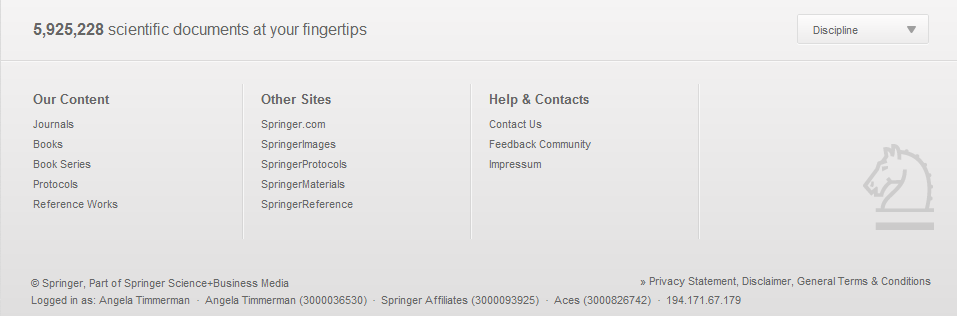 5,925,228 scientific documents at your fingertips
Discipline
Our Content
Journals
Books
Book Series
Protocols
Reference Works
Other Sites
Springer.com
SpringerImages
SpringerProtocols
SpringerMaterials
SpringerReference
Help & Contacts
Contact Us
Feedback Community
Impressum
© Springer, Part of Springer Science+Business Media
» Privacy Statement, Disclaimer, General Terms & Conditions
Logged in as: Angela Timmerman · Angela Timmerman (3000036530) · Springer Affiliates (3000093925) · Aces (3000826742) · 194.171.67.179